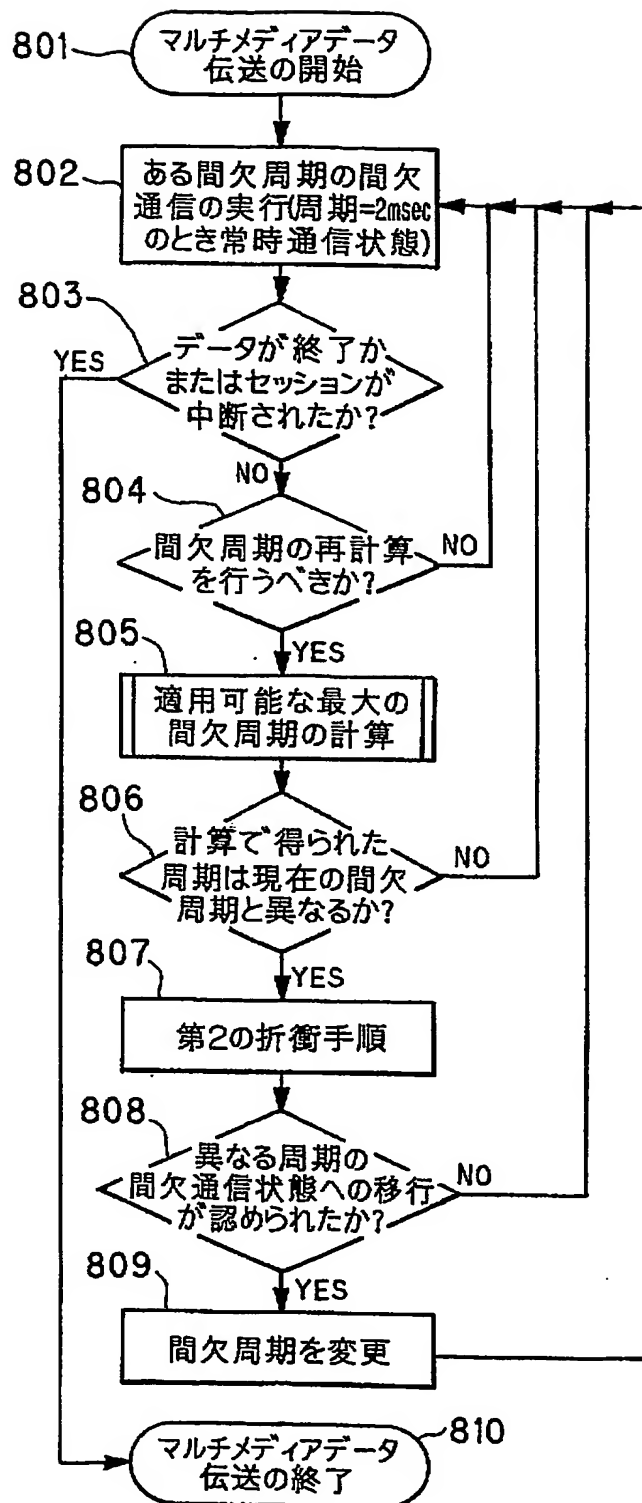 801
マルチメディアデータ
伝送の開始
802
ある間欠周期の間欠
通信の実行(周期=2msec
のとき常時通信状態)
803
YES
データが終了か
またはセッションが
中断されたか?
NO
804
間欠周期の再計算
を行うべきか?
NO
YES
805
適用可能な最大の
間欠周期の計算
806
計算で得られた
周期は現在の間欠
周期と異なるか?
NO
YES
807
第2の折衝手順
808
異なる周期の
間欠通信状態への移行
が認められたか?
NO
YES
809
間欠周期を変更
810
マルチメディアデータ
伝送の終了